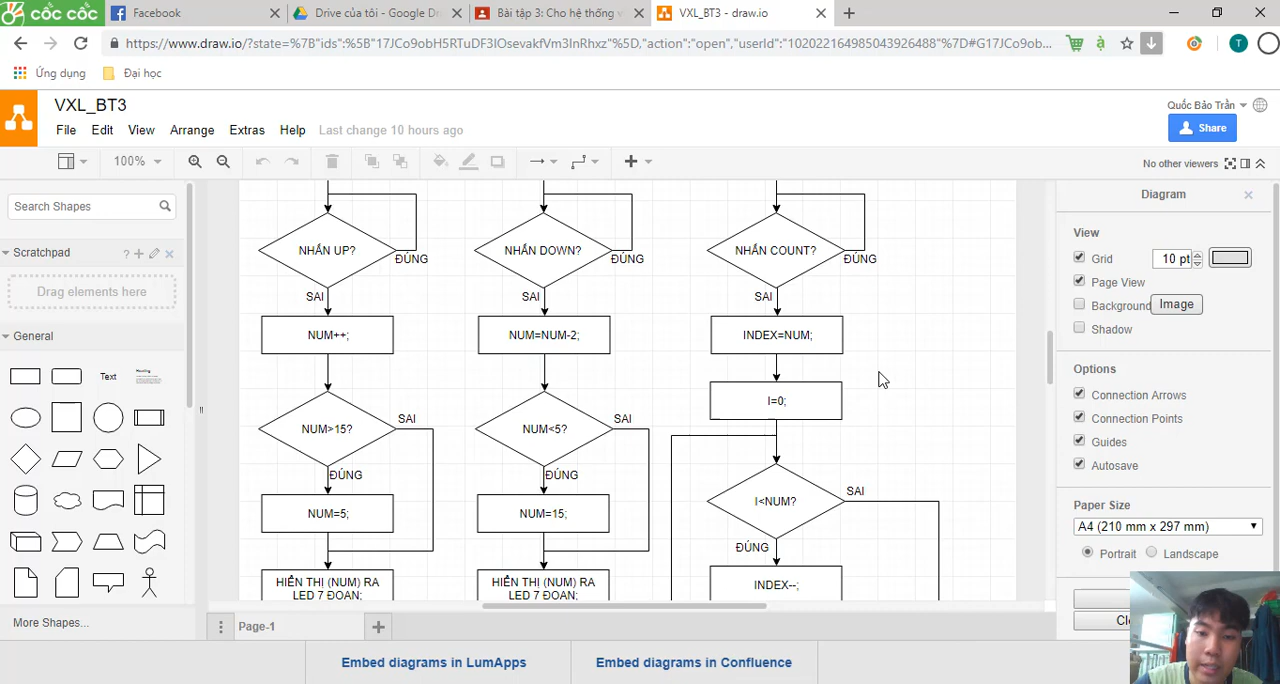 cốc cốc
Facebook
Drive của tôi - Google Dr
Bài tập 3: Cho hệ thống v
VXL_BT3 - draw.io
https://www.draw.io/?state=%7B"ids":%5B"17JCo9obH5RTuDF3IOsevakfVm3InRhxz"%5D,"action":"open","userId":"102022164985043926488"%7D#G17JCo9ob...
à
T
Ứng dụng
Đại học
VXL_BT3
Quốc Bảo Trần
File
Edit
View
Arrange
Extras
Help
Last change 10 hours ago
Share
100%
No other viewers
Search Shapes
Scratchpad
?
Drag elements here
General
Text
Heading
More Shapes...
NHẤN UP?
ĐÚNG
SAI
NUM++;
NUM>15?
SAI
ĐÚNG
NUM=5;
HIỂN THỊ (NUM) RA
LED 7 ĐOẠN;
NHẤN DOWN?
ĐÚNG
SAI
NUM=NUM-2;
NUM<5?
SAI
ĐÚNG
NUM=15;
HIỂN THỊ (NUM) RA
LED 7 ĐOẠN;
NHẤN COUNT?
ĐÚNG
SAI
INDEX=NUM;
I=0;
I<NUM?
SAI
ĐÚNG
INDEX--;
Diagram
View
Grid
10 pt
Page View
Background
Image
Shadow
Options
Connection Arrows
Connection Points
Guides
Autosave
Paper Size
A4 (210 mm x 297 mm)
Portrait
Landscape
Page-1
Embed diagrams in LumApps
Embed diagrams in Confluence